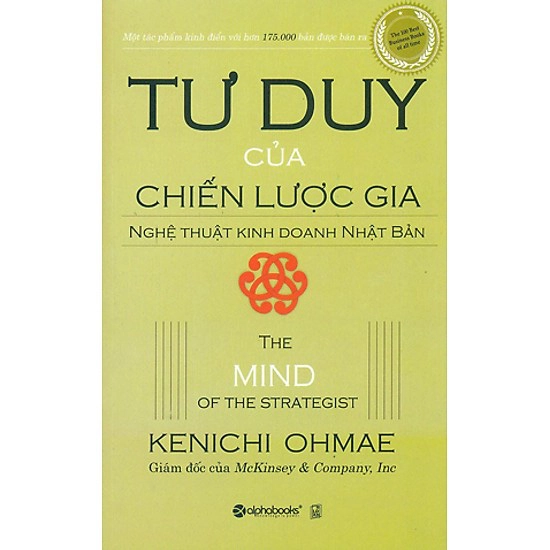 Một tác phẩm kinh điển với hơn 175.000 bản được bán ra
The 100 Best
Business Books
of all time
TƯ DUY
CỦA
CHIẾN LƯỢC GIA
NGHỆ THUẬT KINH DOANH NHẬT BẢN
THE
MIND
OF THE STRATEGIST
KENICHI OHMAE
Giám đốc của McKinsey & Company, Inc
alphabooks